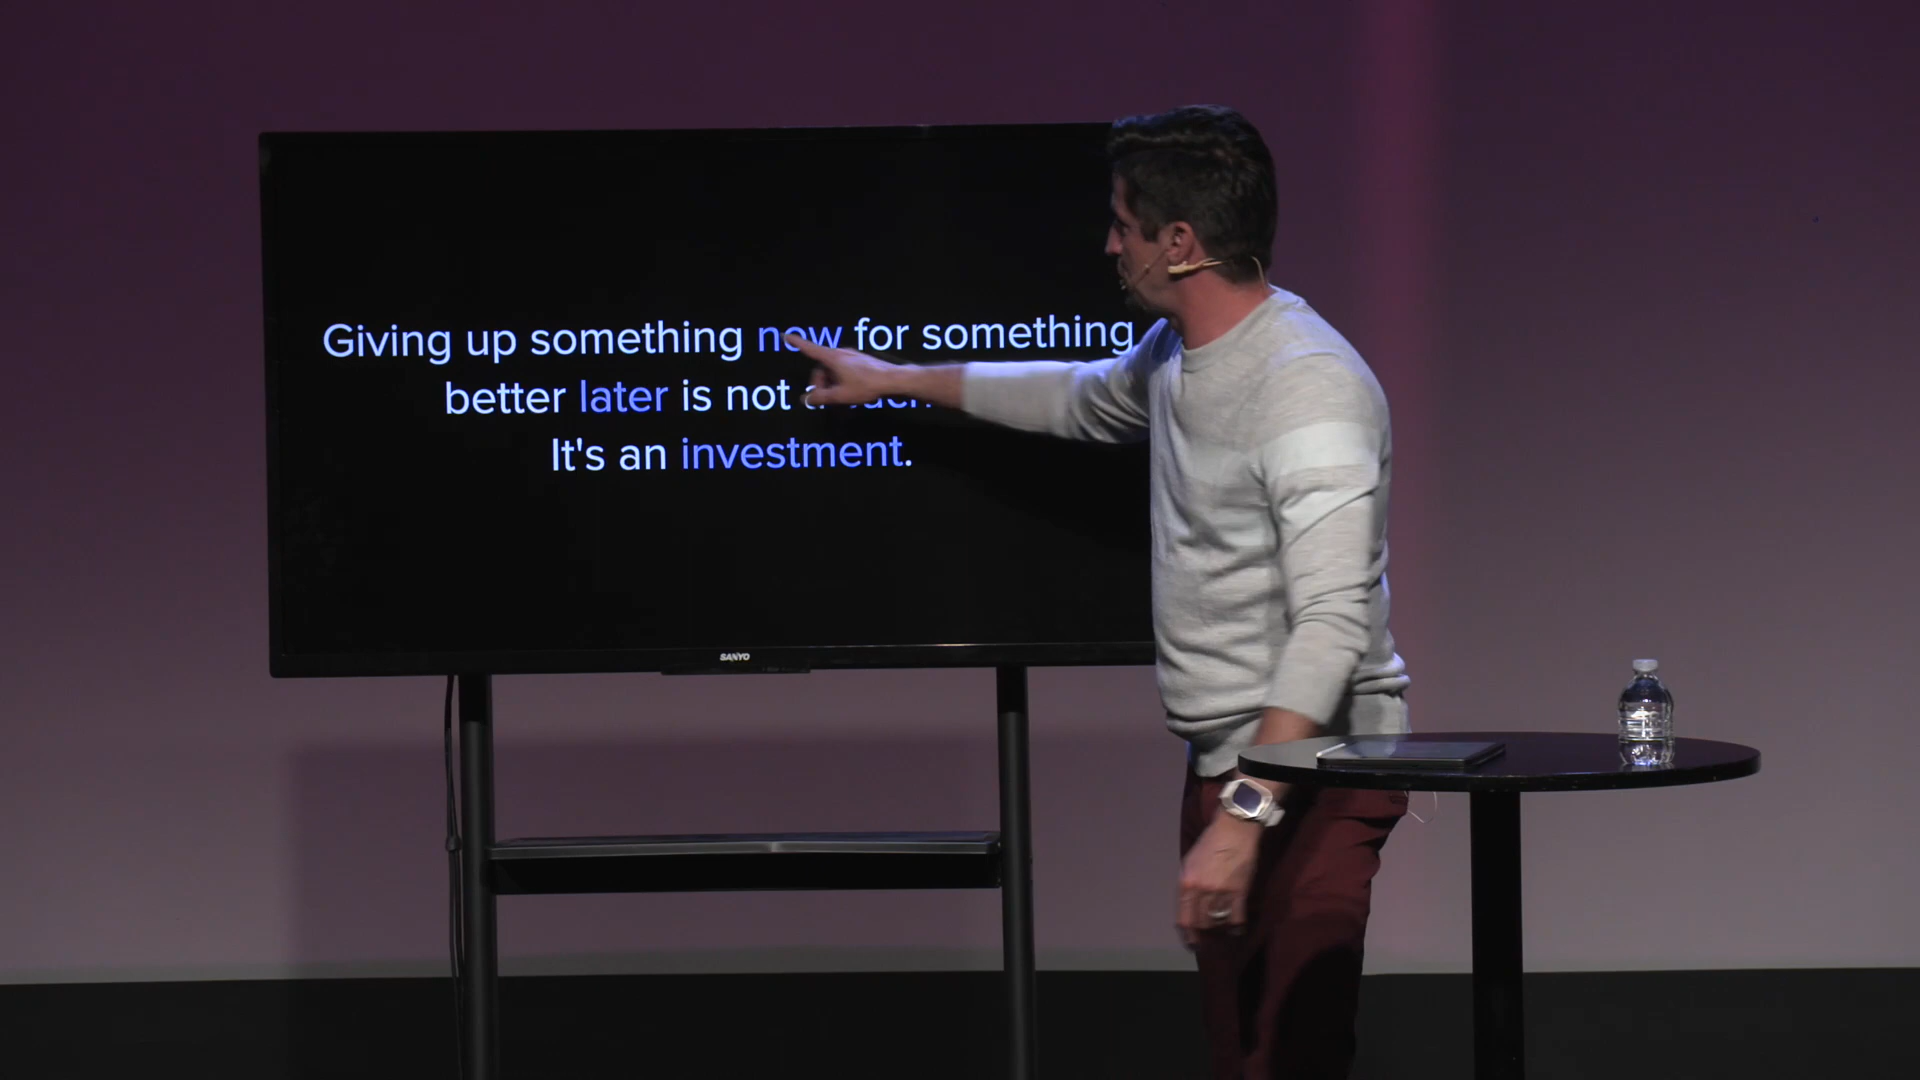 Giving up something now for something
better later is not a
It's an investment.
SANYO